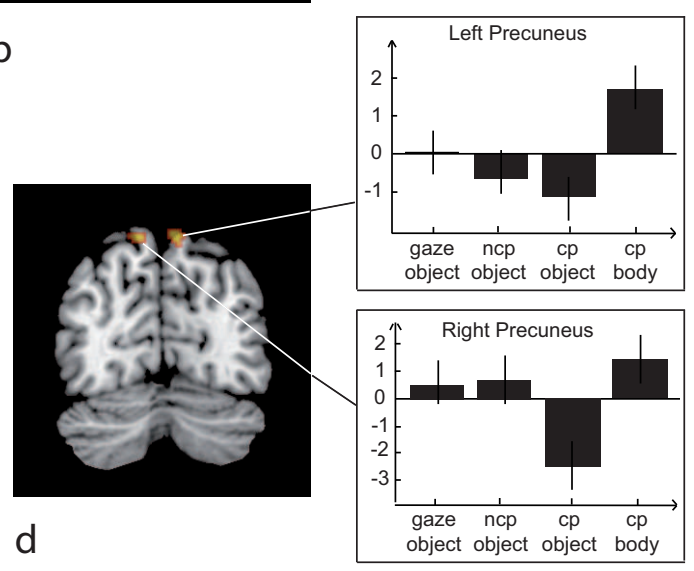 Left Precuneus
2
1
0
-1
gaze ncp cp cp
object object object body
Right Precuneus
2
1
0
-1
-2
-3
gaze ncp cp cp
object object object body
d